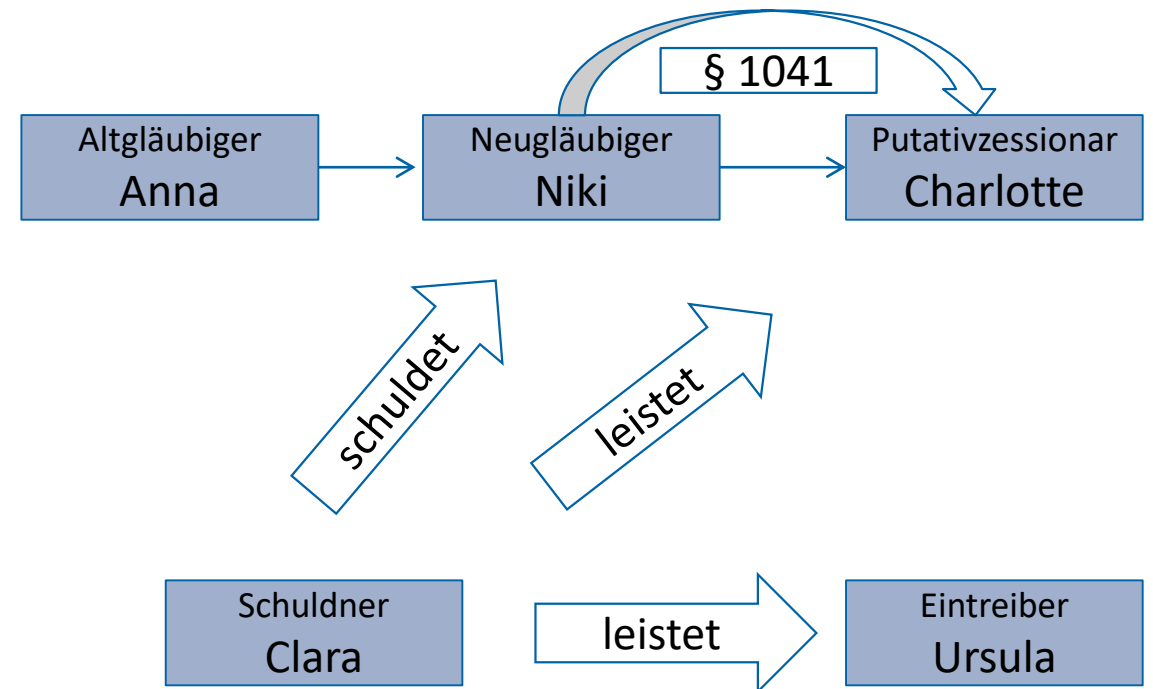 § 1041
Altgläubiger
Anna
Neugläubiger
Niki
Putativzessionar
Charlotte
schuldet
leistet
Schuldner
Clara
leistet
Eintreiber
Ursula